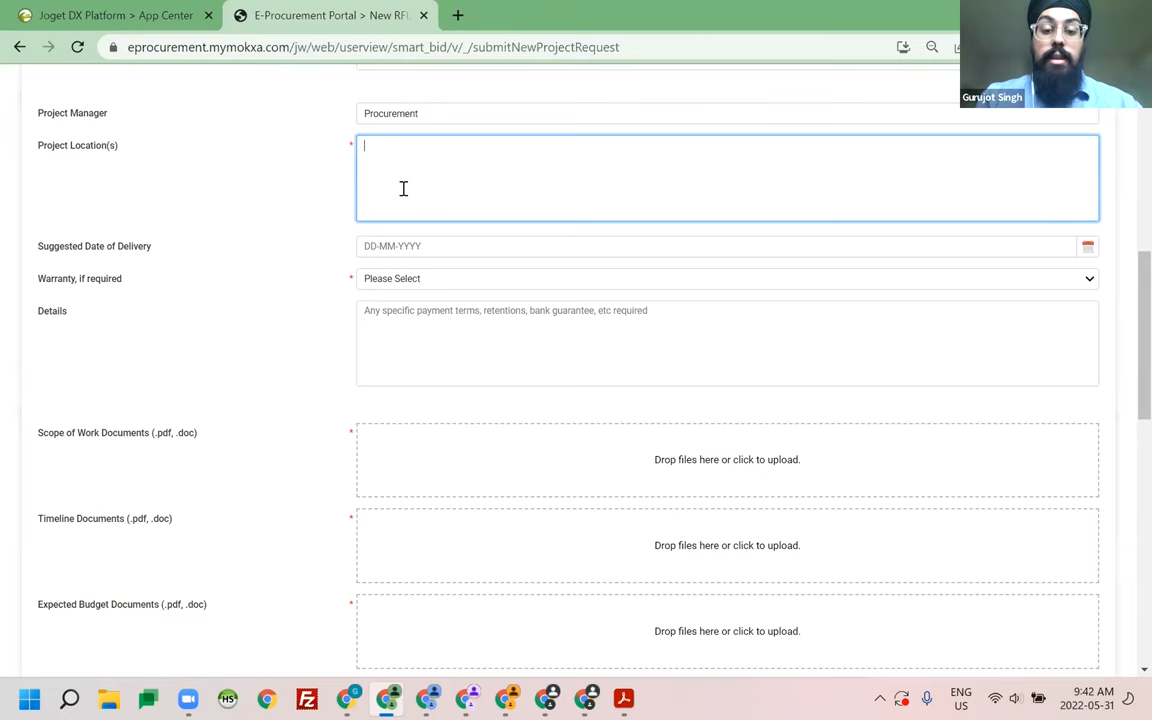 Joget DX Platform > App Center
E-Procurement Portal > New RFI
eprocurement.mymokxa.com/jw/web/userview/smart_bid/v/_/submitNewProjectRequest
Gurujot Singh
Project Manager
Procurement
Project Location(s) *
Suggested Date of Delivery
DD-MM-YYYY
Warranty, if required *
Please Select
Details
Any specific payment terms, retentions, bank guarantee, etc required
Scope of Work Documents (.pdf, .doc) *
Drop files here or click to upload.
Timeline Documents (.pdf, .doc) *
Drop files here or click to upload.
Expected Budget Documents (.pdf, .doc) *
Drop files here or click to upload.
HS
G
ENG
US
9:42 AM
2022-05-31